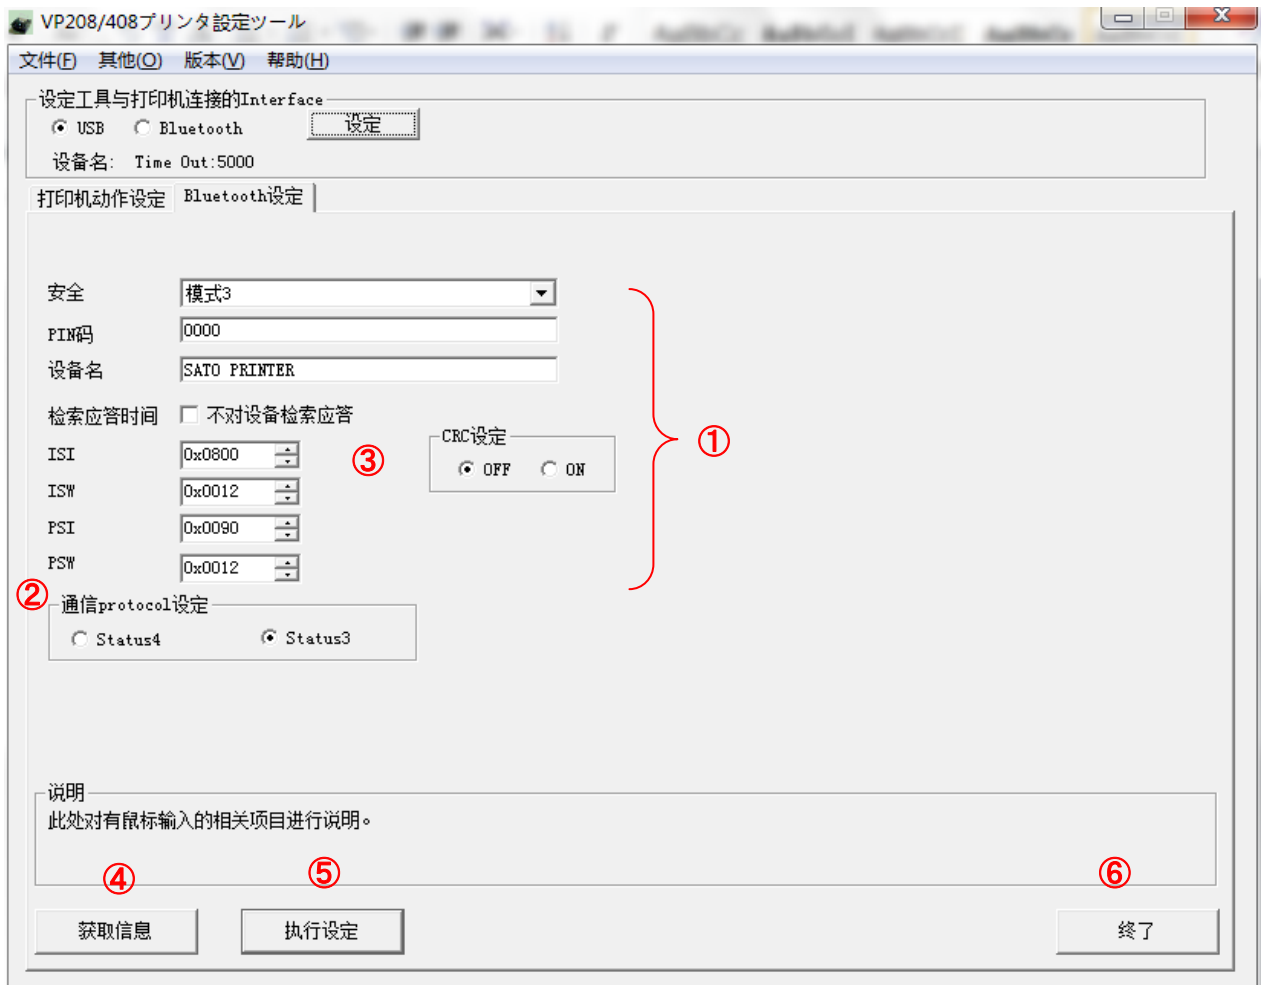 VP208/408プリンタ設定ツール
文件(F) 其他(O) 版本(V) 帮助(H)
设定工具与打印机连接的Interface
USB Bluetooth 设定
设备名: Time Out:5000
打印机动作设定 Bluetooth设定
安全 模式3
PIN码 0000
设备名 SATO PRINTER
检索应答时间 不对设备检索应答
ISI 0x0800 ③ CRC设定 ①
OFF ON
ISW 0x0012
PSI 0x0090
PSW 0x0012
② 通信protocol设定
Status4 Status3
说明
此处对有鼠标输入的相关项目进行说明。
④ ⑤ ⑥
获取信息 执行设定 终了